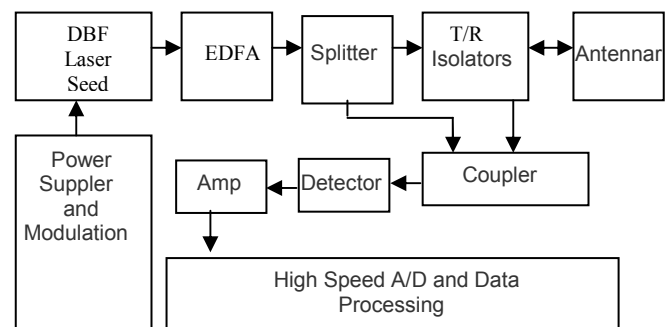 DBF
Laser
Seed
EDFA
Splitter
T/R
Isolators
Antennar
Power
Suppler
and
Modulation
Amp
Detector
Coupler
High Speed A/D and Data
Processing